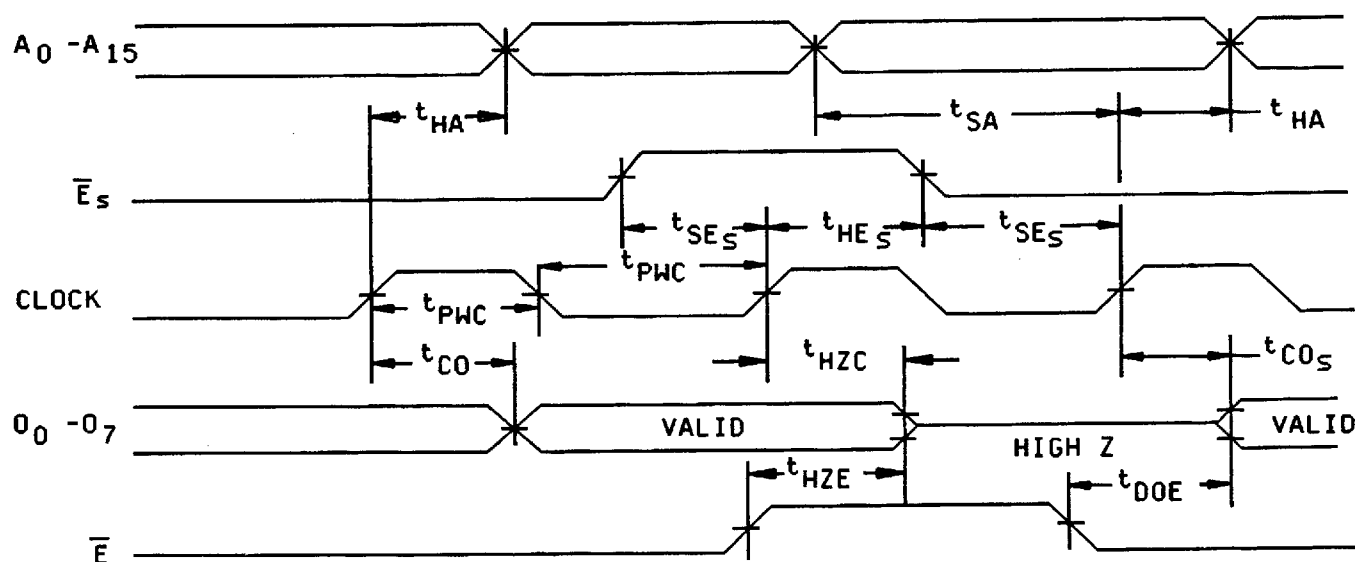 A0 -A15
tHA
tSA
tHA
E̅s
tSEs
tHEs
tSEs
tPWC
CLOCK
tPWC
tCO
tHZC
tCOs
O0 -O7
VALID
HIGH Z
VALID
tHZE
tDOE
E̅